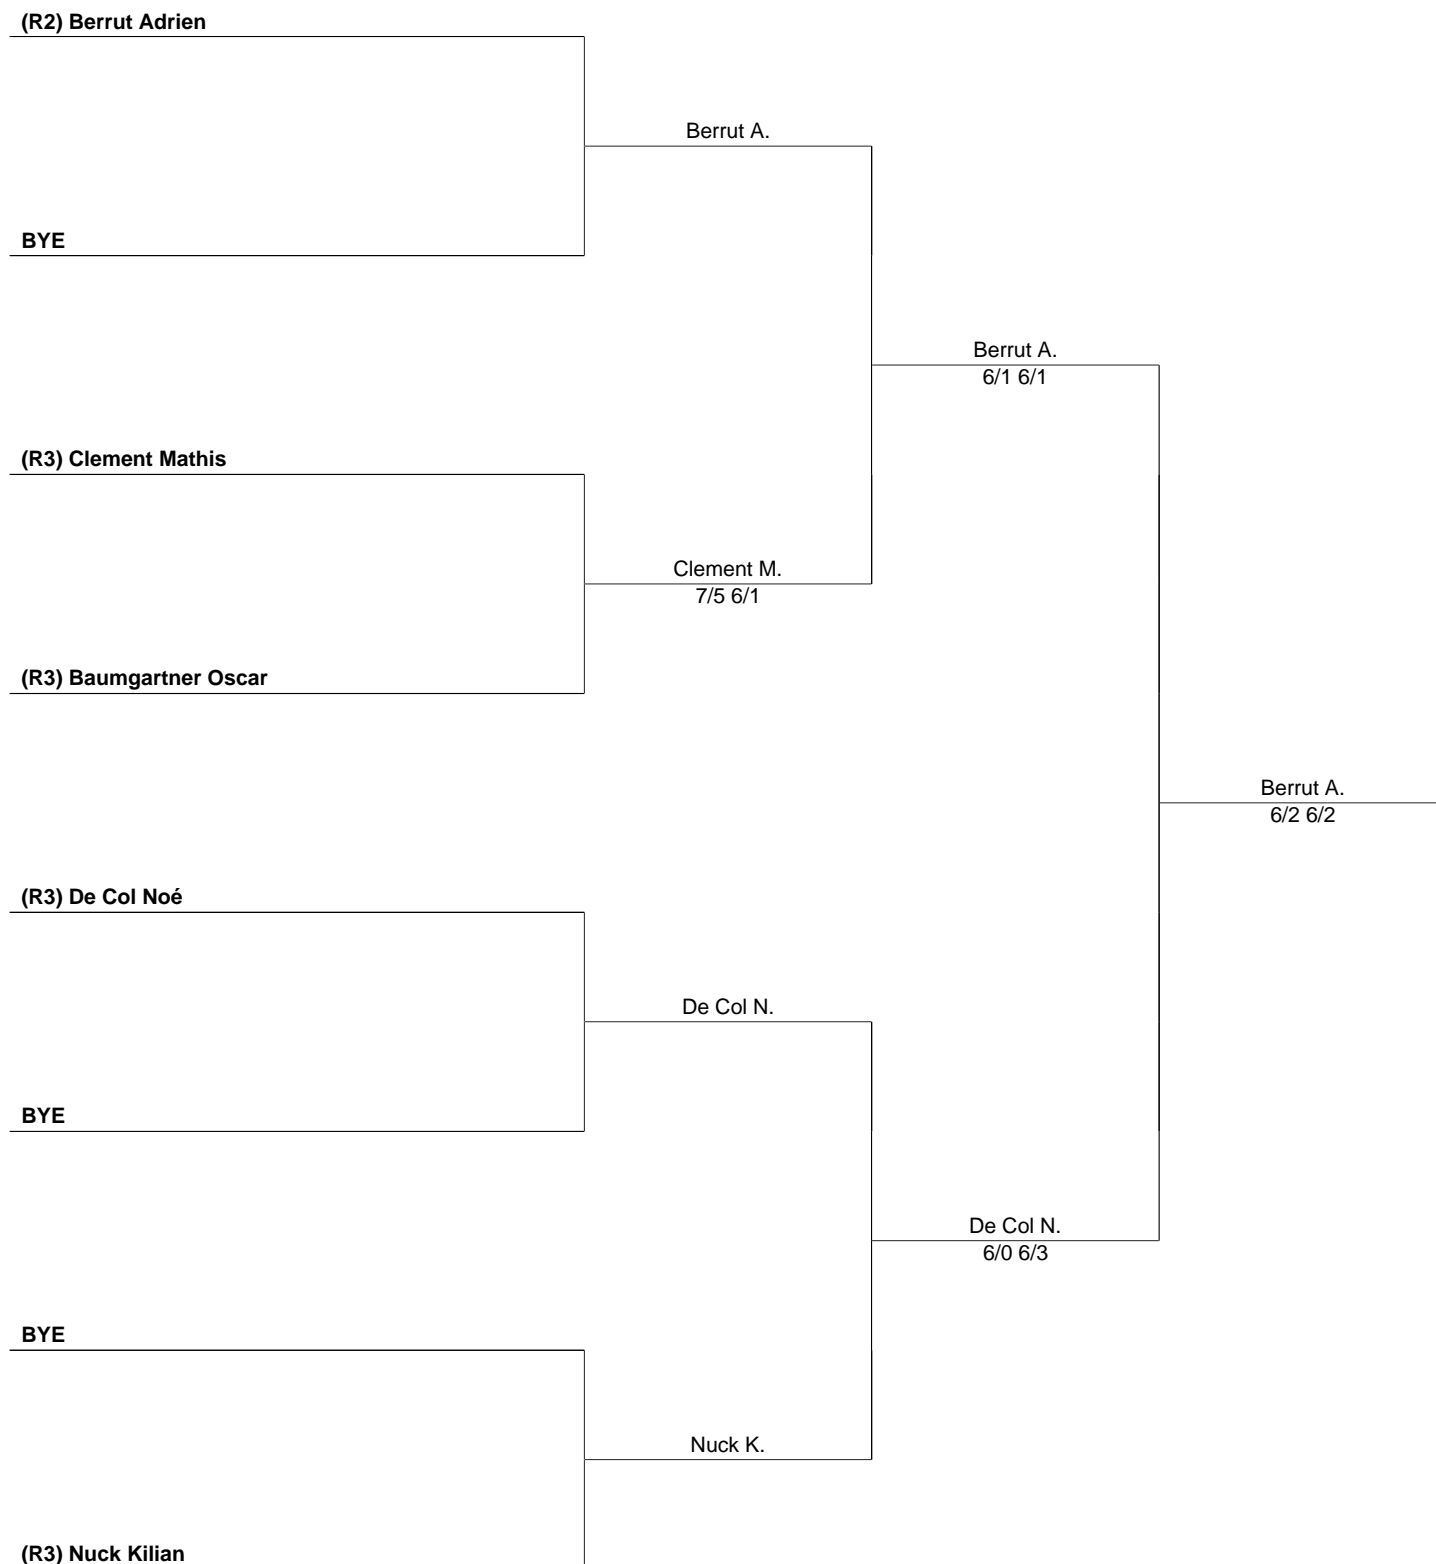 (R2) Berrut Adrien
Berrut A.
BYE
Berrut A.
6/1 6/1
(R3) Clement Mathis
Clement M.
7/5 6/1
(R3) Baumgartner Oscar
Berrut A.
6/2 6/2
(R3) De Col Noé
De Col N.
BYE
De Col N.
6/0 6/3
BYE
Nuck K.
(R3) Nuck Kilian